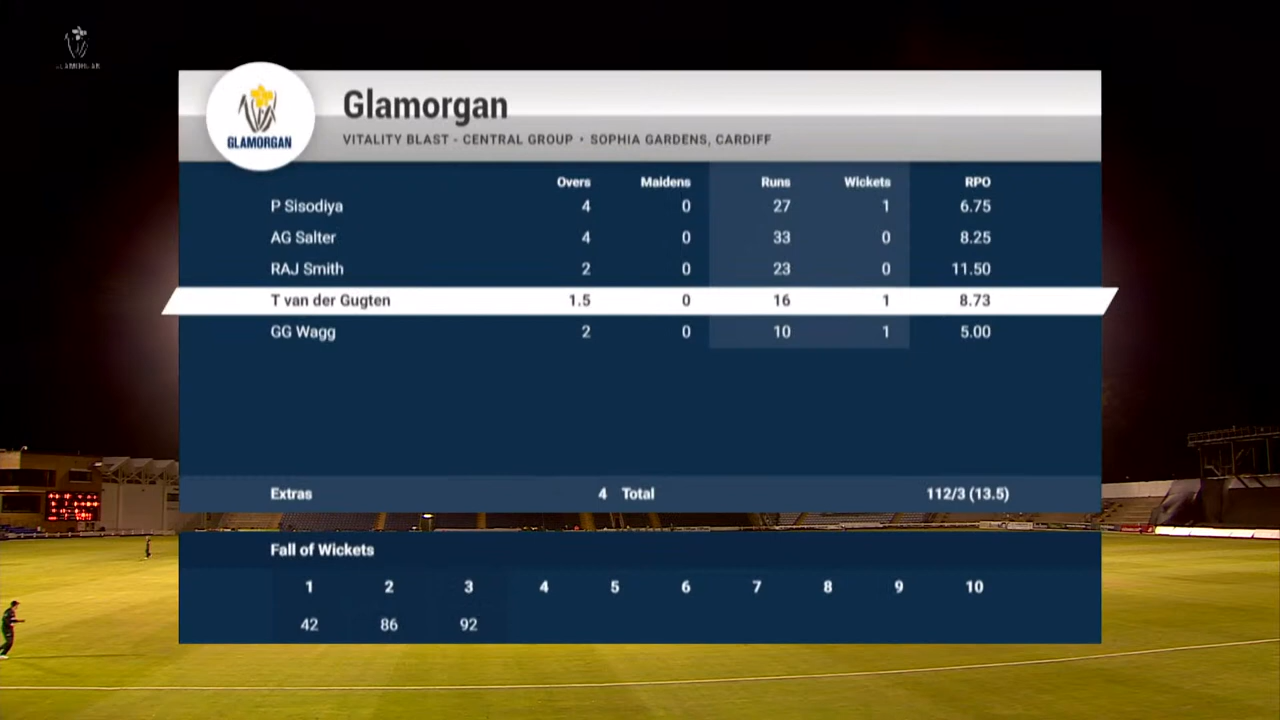 GLAMORGAN
Glamorgan
GLAMORGAN
VITALITY BLAST - CENTRAL GROUP • SOPHIA GARDENS, CARDIFF
Overs Maidens Runs Wickets RPO
P Sisodiya 4 0 27 1 6.75
AG Salter 4 0 33 0 8.25
RAJ Smith 2 0 23 0 11.50
T van der Gugten 1.5 0 16 1 8.73
GG Wagg 2 0 10 1 5.00
Extras 4 Total 112/3 (13.5)
Fall of Wickets
1 2 3 4 5 6 7 8 9 10
42 86 92